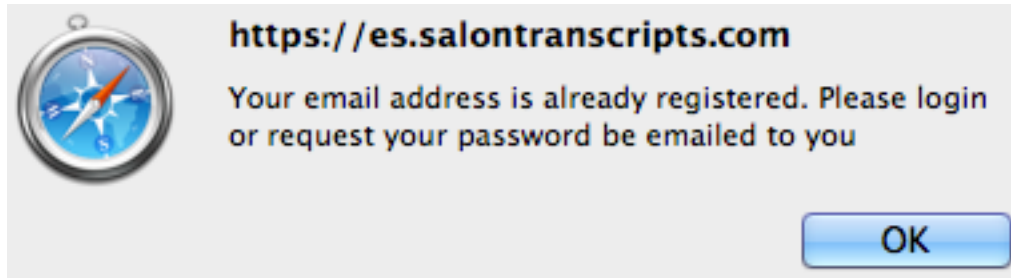 https://es.salontranscripts.com
Your email address is already registered. Please login
or request your password be emailed to you
OK